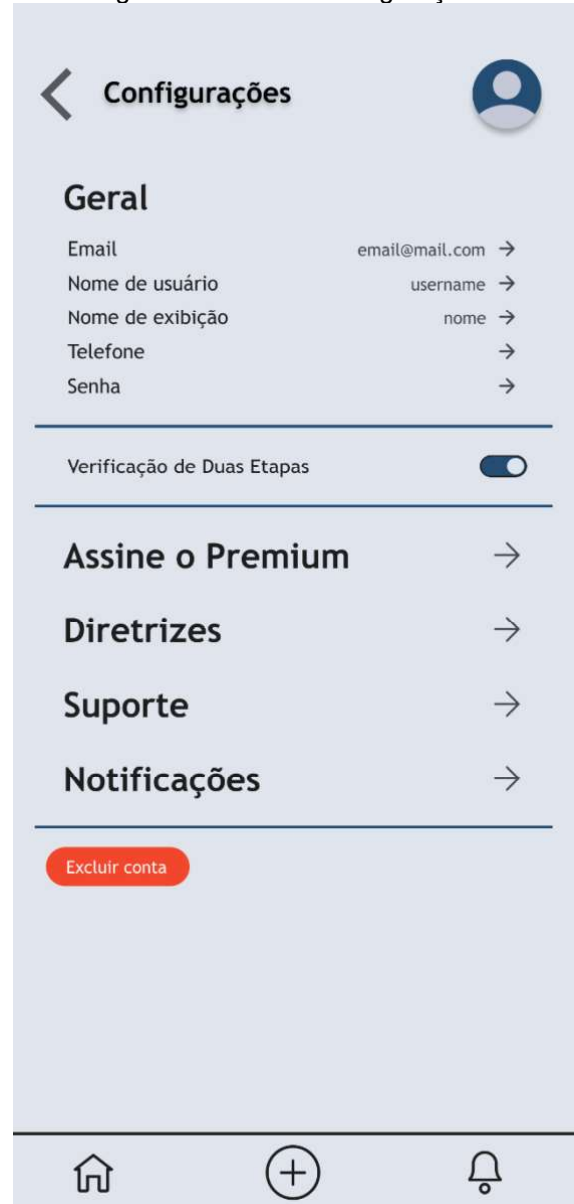 Configurações
Geral
Email email@mail.com →
Nome de usuário username →
Nome de exibição nome →
Telefone →
Senha →
Verificação de Duas Etapas
Assine o Premium →
Diretrizes →
Suporte →
Notificações →
Excluir conta